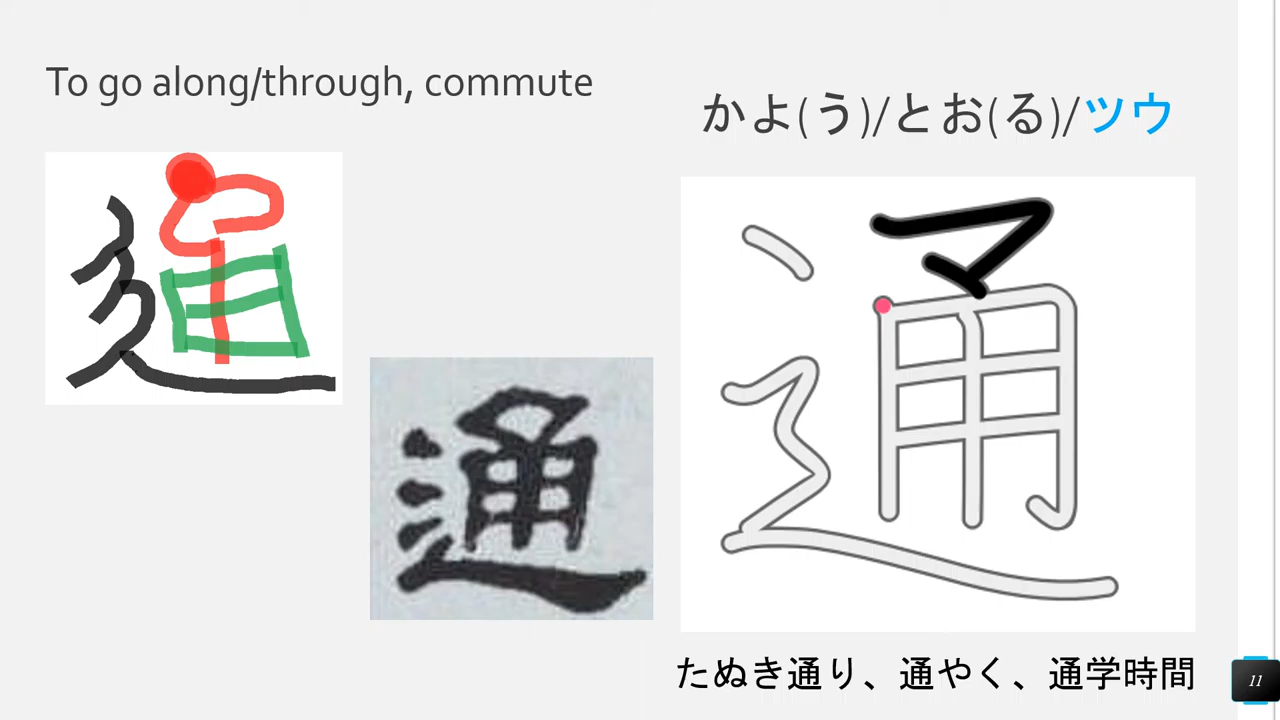 To go along/through, commute
かよ(う)/とお(る)/ツウ
通
通
通
たぬき通り、通やく、通学時間
11